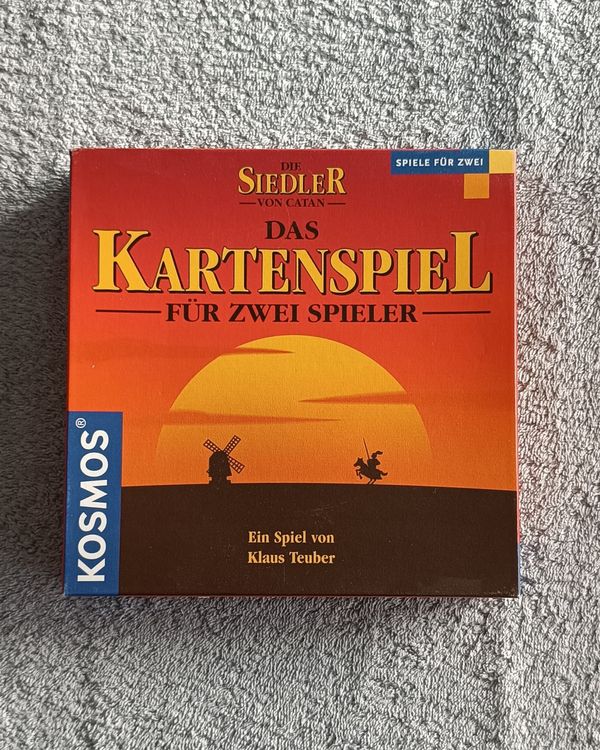 SPIELE FÜR ZWEI
DIE
SIEDLER
VON CATAN
DAS
KARTENSPIEL
FÜR ZWEI SPIELER
KOSMOS®
Ein Spiel von
Klaus Teuber